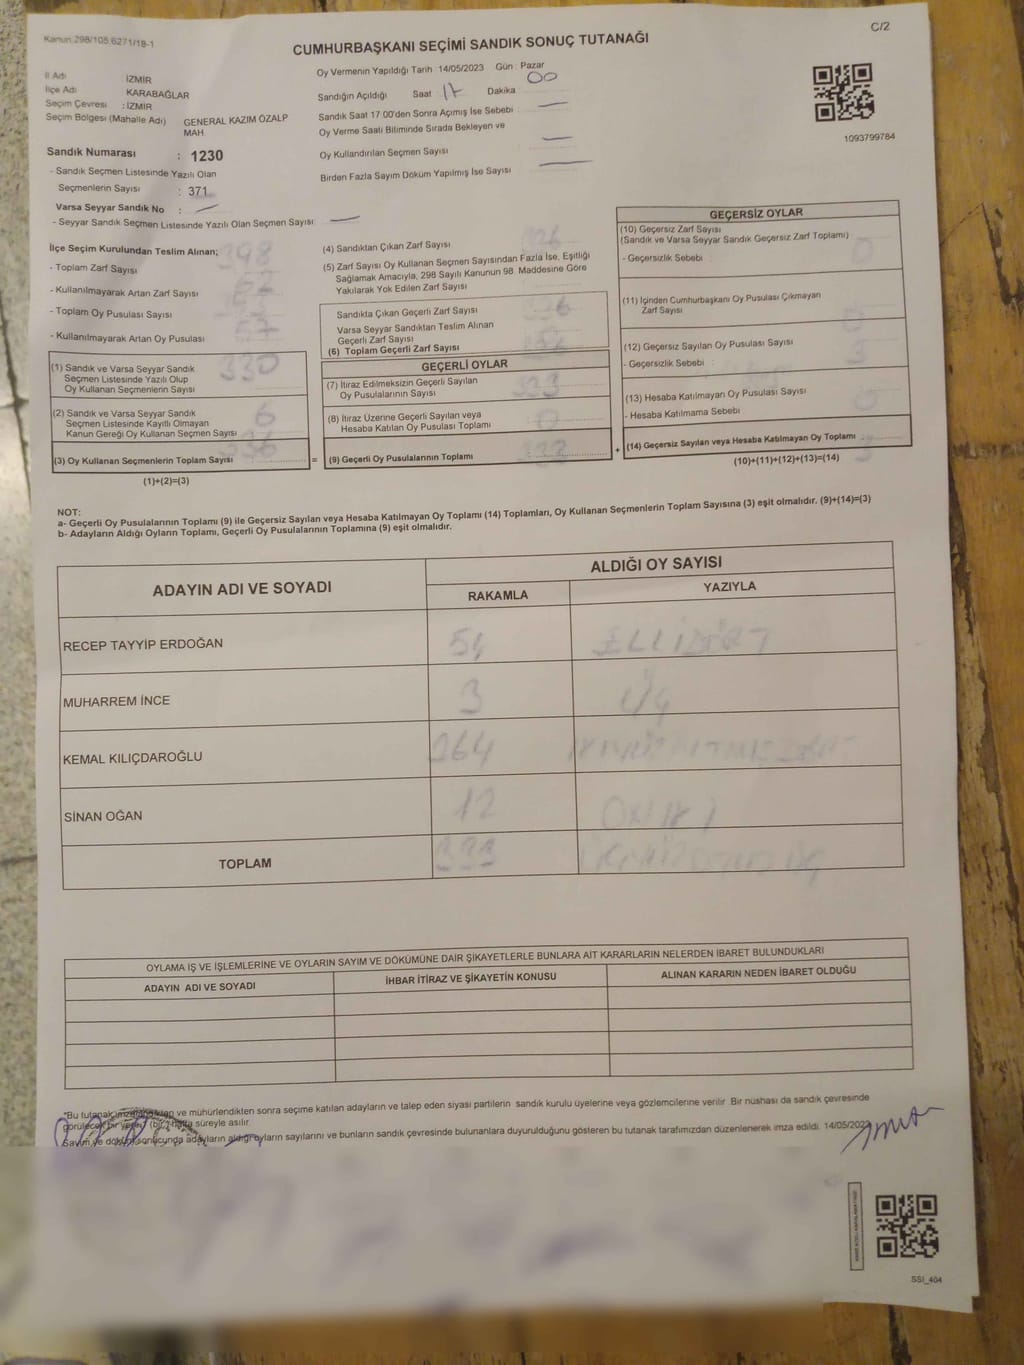 Kanun:298/105,6271/18-1
C/2
CUMHURBAŞKANI SEÇİMİ SANDIK SONUÇ TUTANAĞI
İl Adı İZMİR
İlçe Adı KARABAĞLAR
Seçim Çevresi : İZMİR
Seçim Bölgesi (Mahalle Adı) GENERAL KAZIM ÖZALP
MAH.
Sandık Numarası : 1230
- Sandık Seçmen Listesinde Yazılı Olan
Seçmenlerin Sayısı : 371
Varsa Seyyar Sandık No :
- Seyyar Sandık Seçmen Listesinde Yazılı Olan Seçmen Sayısı:
Oy Vermenin Yapıldığı Tarih : 14/05/2023 Gün : Pazar
Sandığın Açıldığı Saat 17 Dakika 00
Sandık Saat 17.00'den Sonra Açımış İse Sebebi
Oy Verme Saati Bitiminde Sırada Bekleyen ve
Oy Kullandırılan Seçmen Sayısı
Birden Fazla Sayım Döküm Yapılmış İse Sayısı
1093799784
İlçe Seçim Kurulundan Teslim Alınan;
- Toplam Zarf Sayısı 398
- Kullanılmayarak Artan Zarf Sayısı
- Toplam Oy Pusulası Sayısı
- Kullanılmayarak Artan Oy Pusulası
(1) Sandık ve Varsa Seyyar Sandık
Seçmen Listesinde Yazılı Olup
Oy Kullanan Seçmenlerin Sayısı 330
(2) Sandık ve Varsa Seyyar Sandık
Seçmen Listesinde Kayıtlı Olmayan
Kanun Gereği Oy Kullanan Seçmen Sayısı 6
(3) Oy Kullanan Seçmenlerin Toplam Sayısı 336
(1)+(2)=(3)
(4) Sandıktan Çıkan Zarf Sayısı 336
(5) Zarf Sayısı Oy Kullanan Seçmen Sayısından Fazla İse, Eşitliği
Sağlamak Amacıyla, 298 Sayılı Kanunun 98. Maddesine Göre
Yakılarak Yok Edilen Zarf Sayısı
Sandıkta Çıkan Geçerli Zarf Sayısı 336
Varsa Seyyar Sandıktan Teslim Alınan
Geçerli Zarf Sayısı
(6) Toplam Geçerli Zarf Sayısı 336
GEÇERLİ OYLAR
(7) İtiraz Edilmeksizin Geçerli Sayılan
Oy Pusulalarının Sayısı 333
(8) İtiraz Üzerine Geçerli Sayılan veya
Hesaba Katılan Oy Pusulası Toplamı 0
= (9) Geçerli Oy Pusulalarının Toplamı 333 +
GEÇERSİZ OYLAR
(10) Geçersiz Zarf Sayısı
(Sandık ve Varsa Seyyar Sandık Geçersiz Zarf Toplamı) 0
- Geçersizlik Sebebi
(11) İçinden Cumhurbaşkanı Oy Pusulası Çıkmayan
Zarf Sayısı 0
(12) Geçersiz Sayılan Oy Pusulası Sayısı 3
- Geçersizlik Sebebi :
(13) Hesaba Katılmayan Oy Pusulası Sayısı 0
- Hesaba Katılmama Sebebi
(14) Geçersiz Sayılan veya Hesaba Katılmayan Oy Toplamı 3
(10)+(11)+(12)+(13)=(14)
NOT:
a- Geçerli Oy Pusulalarının Toplamı (9) ile Geçersiz Sayılan veya Hesaba Katılmayan Oy Toplamı (14) Toplamları, Oy Kullanan Seçmenlerin Toplam Sayısına (3) eşit olmalıdır. (9)+(14)=(3)
b- Adayların Aldığı Oyların Toplamı, Geçerli Oy Pusulalarının Toplamına (9) eşit olmalıdır.
ADAYIN ADI VE SOYADI ALDIĞI OY SAYISI
RAKAMLA YAZIYLA
RECEP TAYYİP ERDOĞAN 54 ELLİDÖRT
MUHARREM İNCE 3 ÜÇ
KEMAL KILIÇDAROĞLU 264 İKİYÜZALTMIŞDÖRT
SİNAN OĞAN 12 ONİKİ
TOPLAM 333 ÜÇYÜZOTUZÜÇ
OYLAMA İŞ VE İŞLEMLERİNE VE OYLARIN SAYIM VE DÖKÜMÜNE DAİR ŞİKAYETLERLE BUNLARA AİT KARARLARIN NELERDEN İBARET BULUNDUKLARI
ADAYIN ADI VE SOYADI İHBAR İTİRAZ VE ŞİKAYETİN KONUSU ALINAN KARARIN NEDEN İBARET OLDUĞU
*Bu tutanak imzalandıktan ve mühürlendikten sonra seçime katılan adayların ve talep eden siyasi partilerin sandık kurulu üyelerine veya gözlemcilerine verilir. Bir nüshası da sandık çevresinde
görülecek bir yere 1 (bir) hafta süreyle asılır.
Sayım ve döküm sonucunda adayların aldığı oyların sayılarını ve bunların sandık çevresinde bulunanlara duyurulduğunu gösteren bu tutanak tarafımızdan düzenlenerek imza edildi. 14/05/2023
SSI_404